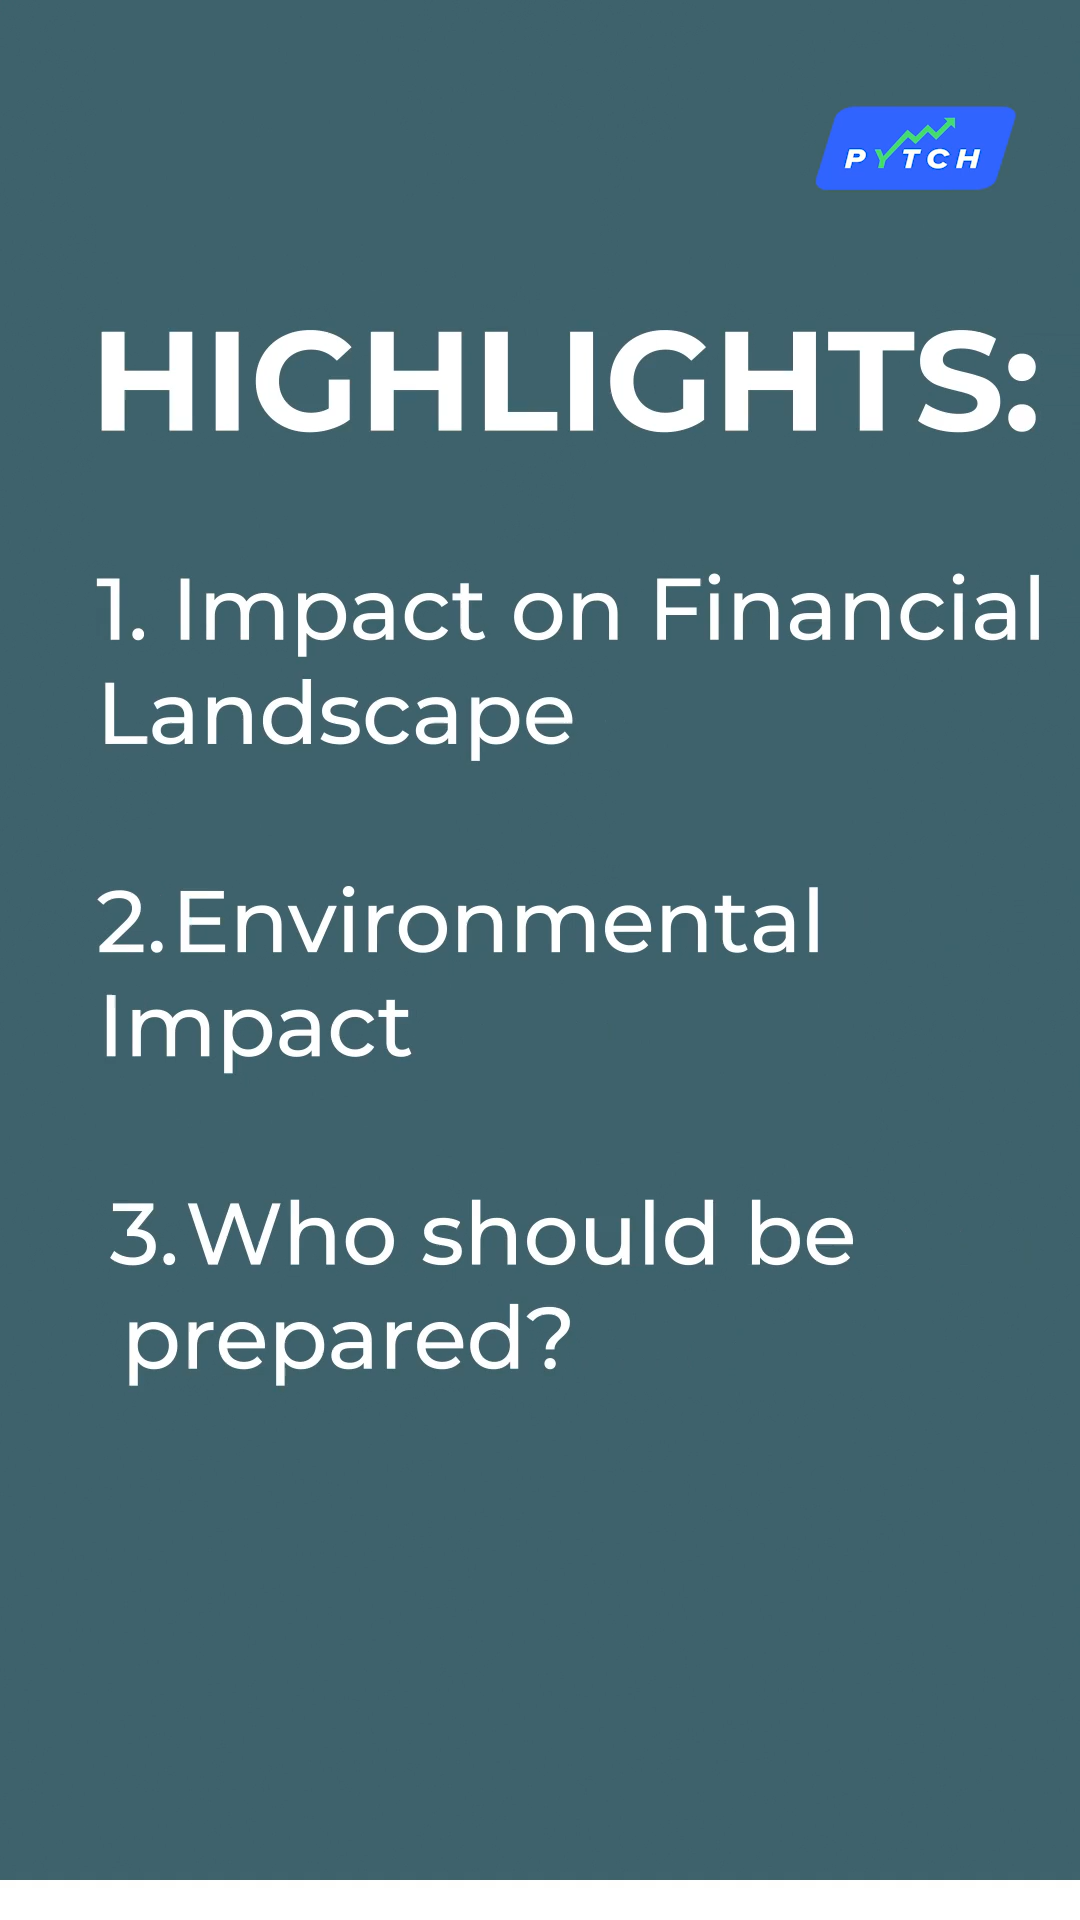 PYTCH
HIGHLIGHTS:
1. Impact on Financial
Landscape
2.Environmental
Impact
3.Who should be
prepared?